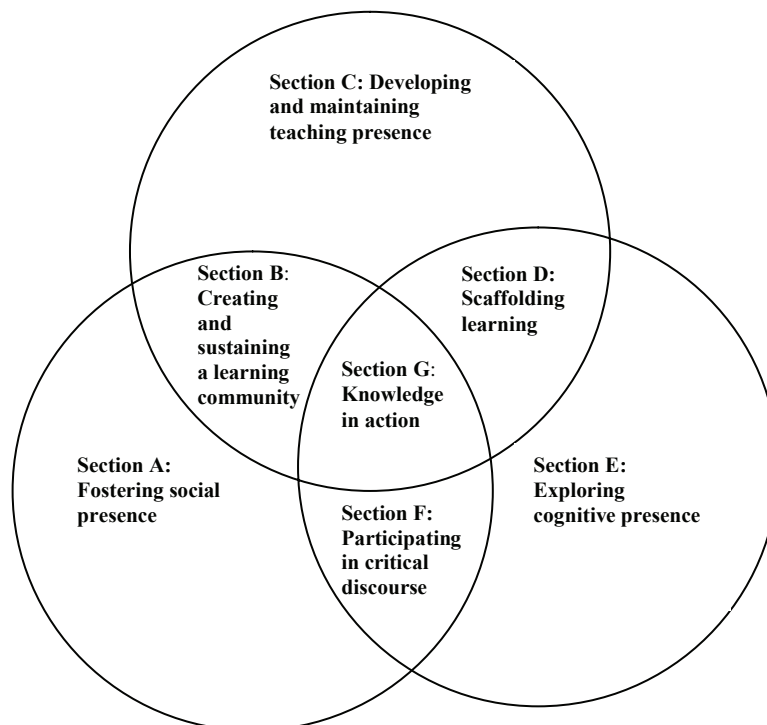 Section C: Developing
and maintaining
teaching presence
Section B:
Creating
and
sustaining
a learning
community
Section D:
Scaffolding
learning
Section G:
Knowledge
in action
Section A:
Fostering social
presence
Section E:
Exploring
cognitive presence
Section F:
Participating
in critical
discourse